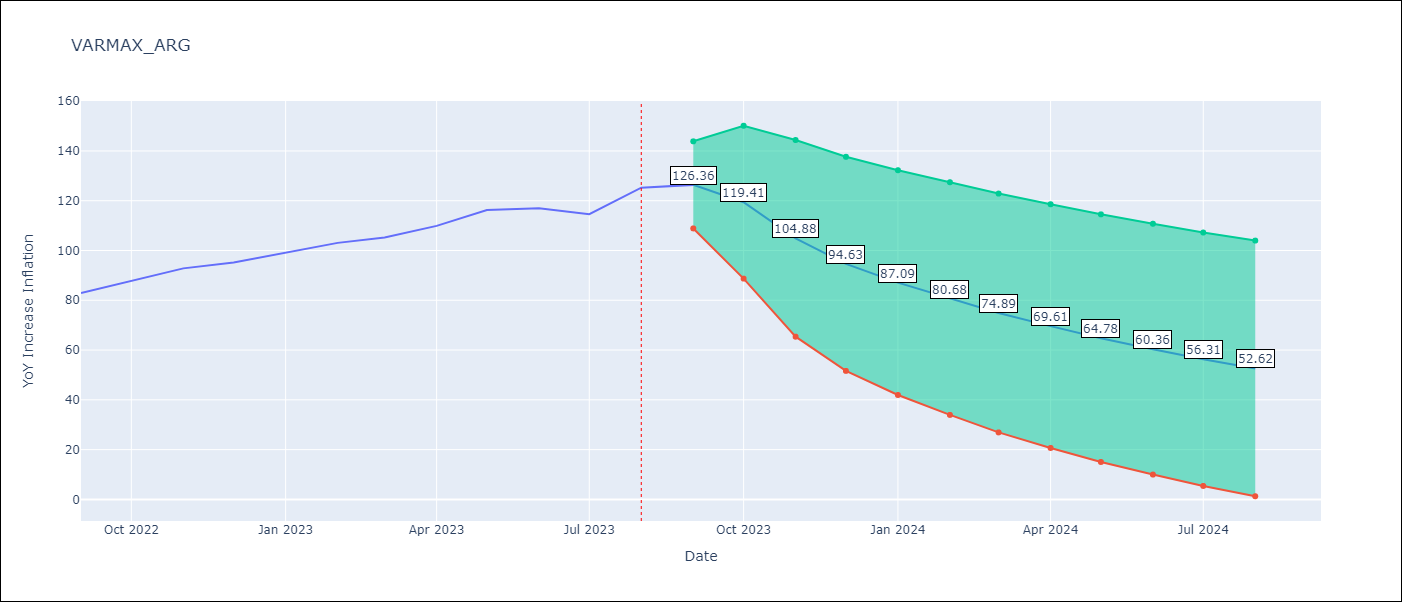 VARMAX_ARG
160
140
120
100
80
60
40
20
0
YoY Increase Inflation
126.36
119.41
104.88
94.63
87.09
80.68
74.89
69.61
64.78
60.36
56.31
52.62
Oct 2022
Jan 2023
Apr 2023
Jul 2023
Oct 2023
Jan 2024
Apr 2024
Jul 2024
Date